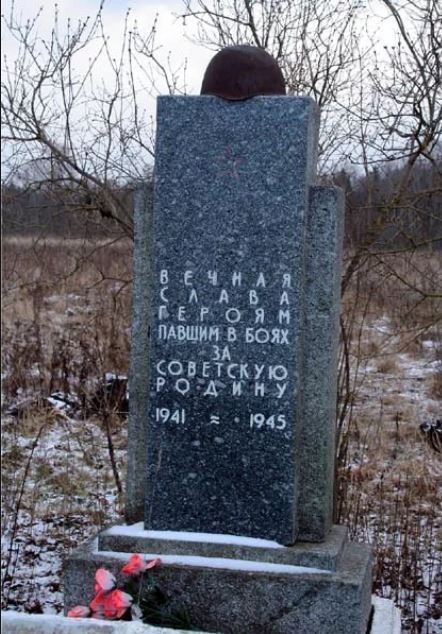 ВЕЧНАЯ
СЛАВА
ГЕРОЯМ
ПАВШИМ В БОЯХ
ЗА
СОВЕТСКУЮ
РОДИНУ
1941 ≈ 1945